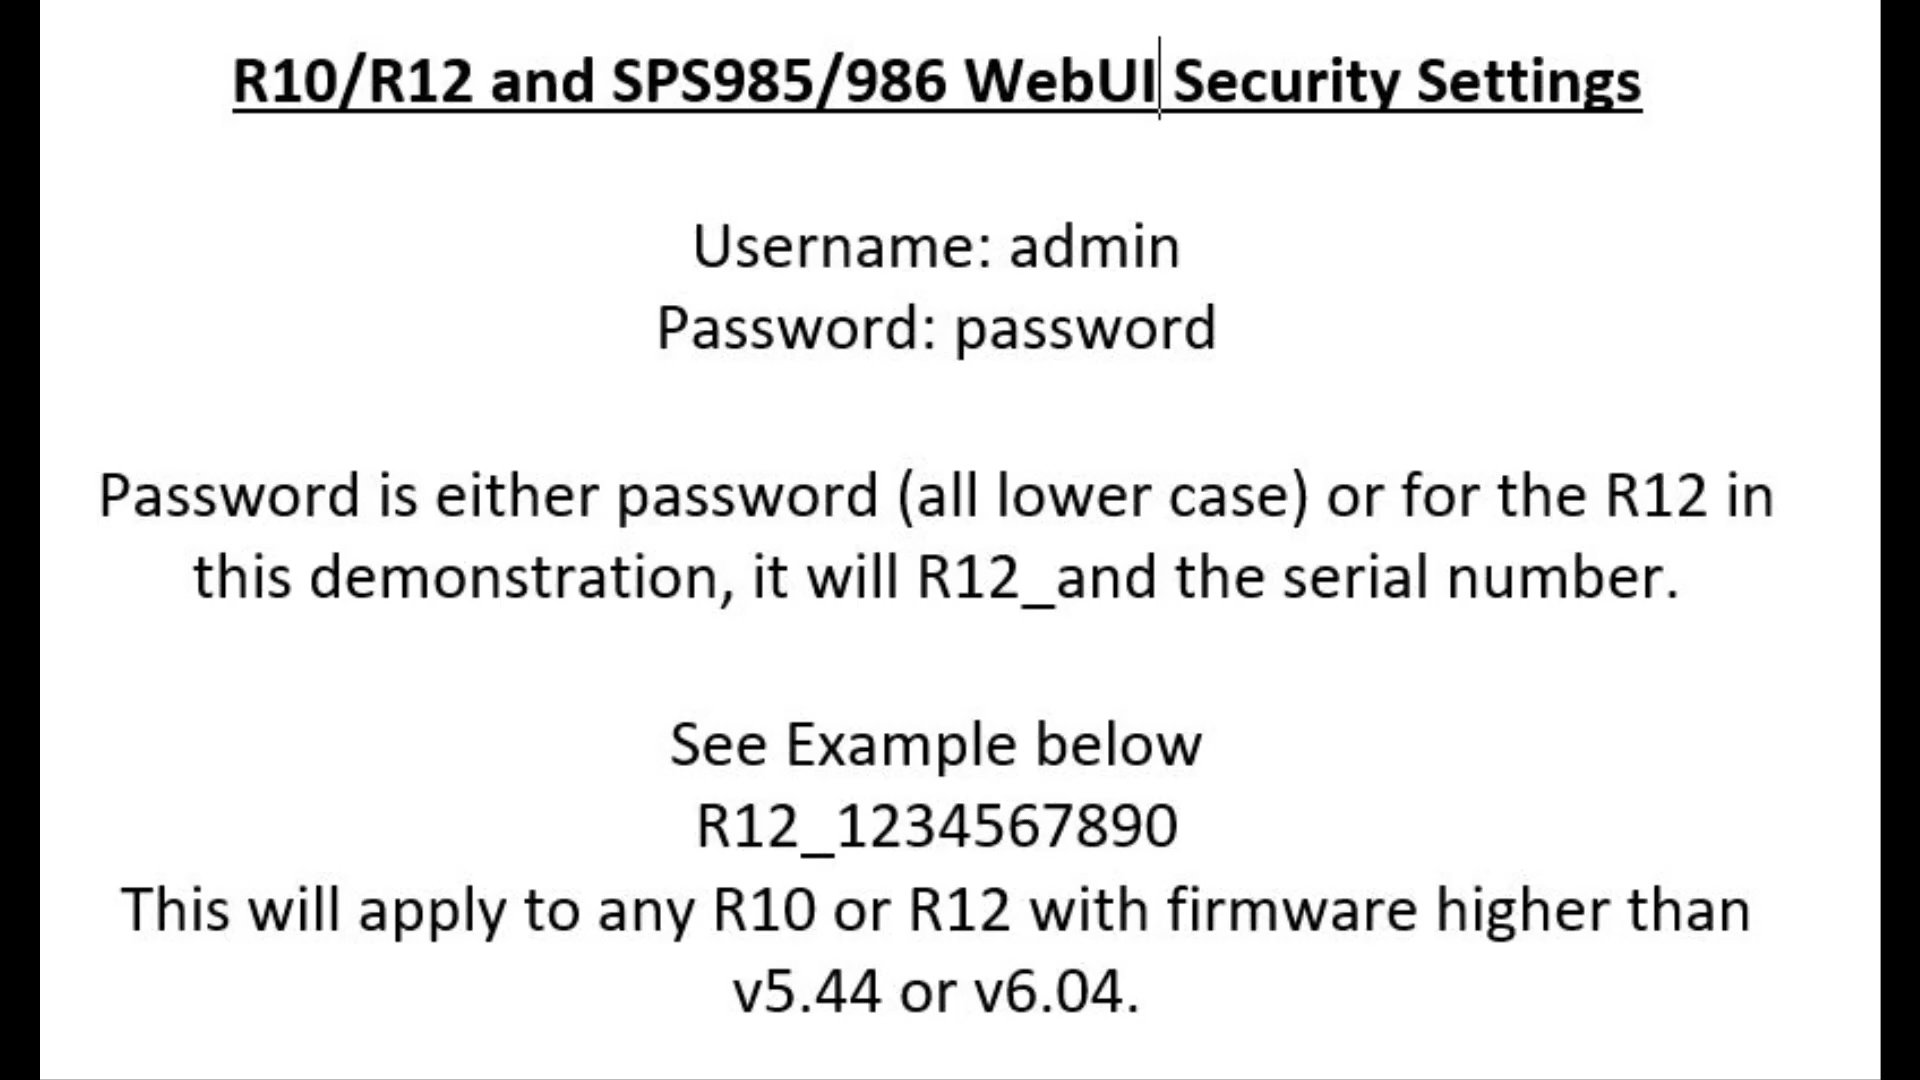 R10/R12 and SPS985/986 WebUI Security Settings
Username: admin
Password: password
Password is either password (all lower case) or for the R12 in
this demonstration, it will R12_and the serial number.
See Example below
R12_1234567890
This will apply to any R10 or R12 with firmware higher than
v5.44 or v6.04.